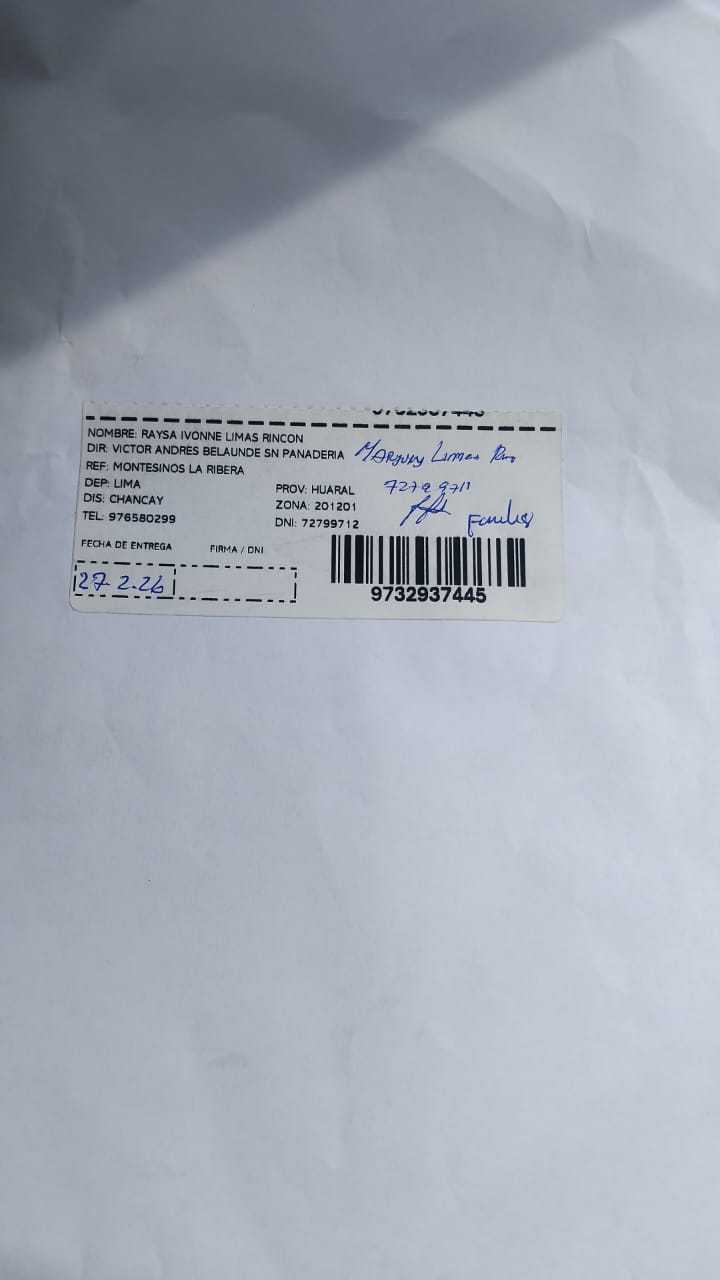 NOMBRE: RAYSA IVONNE LIMAS RINCON
DIR: VICTOR ANDRES BELAUNDE SN PANADERIA
REF: MONTESINOS LA RIBERA
DEP: LIMA
PROV: HUARAL
DIS: CHANCAY
ZONA: 201201
TEL: 976580299
DNI: 72799712
Limas
FECHA DE ENTREGA
FIRMA / DNI
27-2-26
9732937445